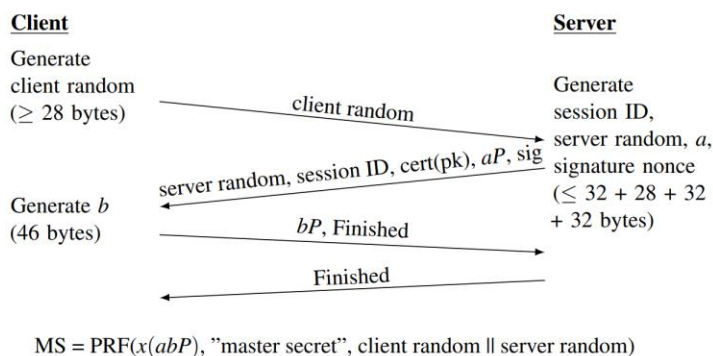 Client
Server
Generate
client random
(≥ 28 bytes)
client random
Generate
session ID,
server random, a,
signature nonce
(≤ 32 + 28 + 32
+ 32 bytes)
server random, session ID, cert(pk), aP, sig
Generate b
(46 bytes)
bP, Finished
Finished
MS = PRF(x(abP), ”master secret”, client random || server random)